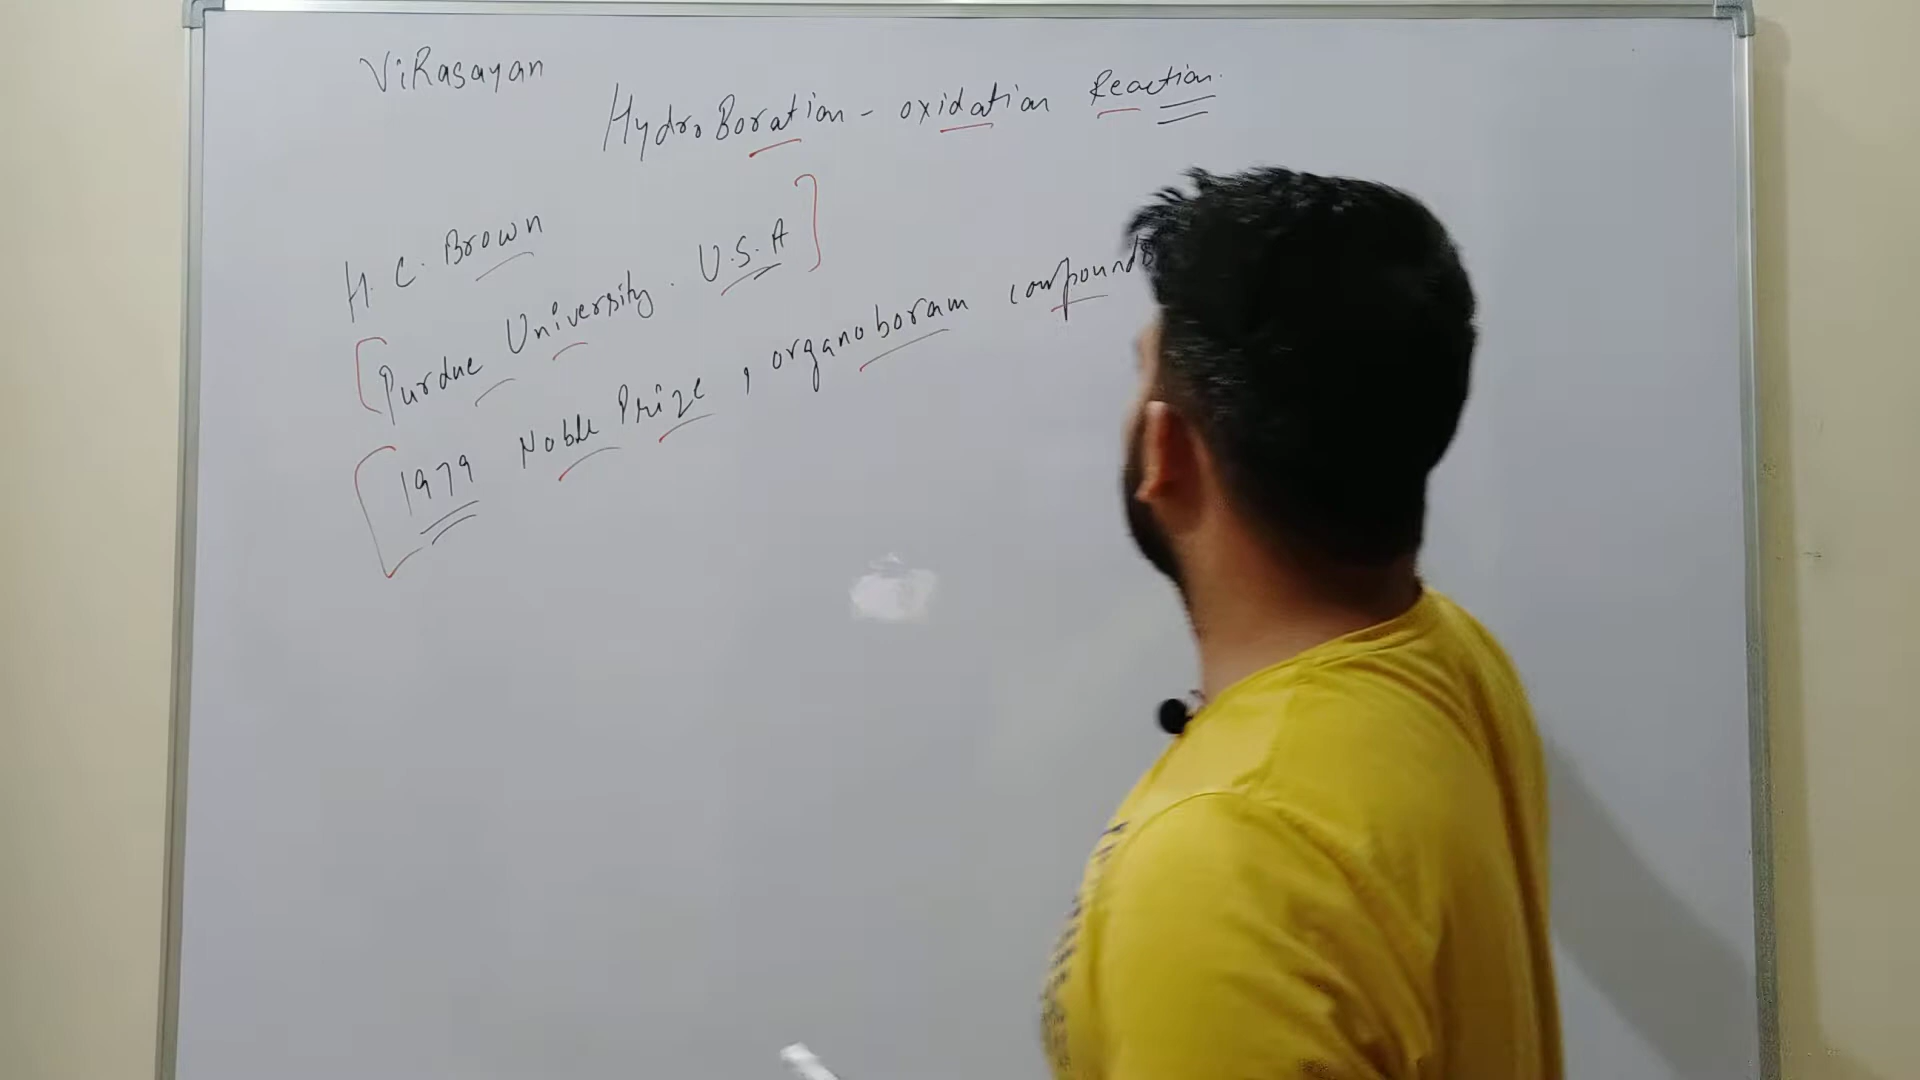 ViRasayan
HydroBoration - oxidation Reaction.
H. C. Brown
Purdue University. U.S.A
1979 Noble Prize, organoboram compounds